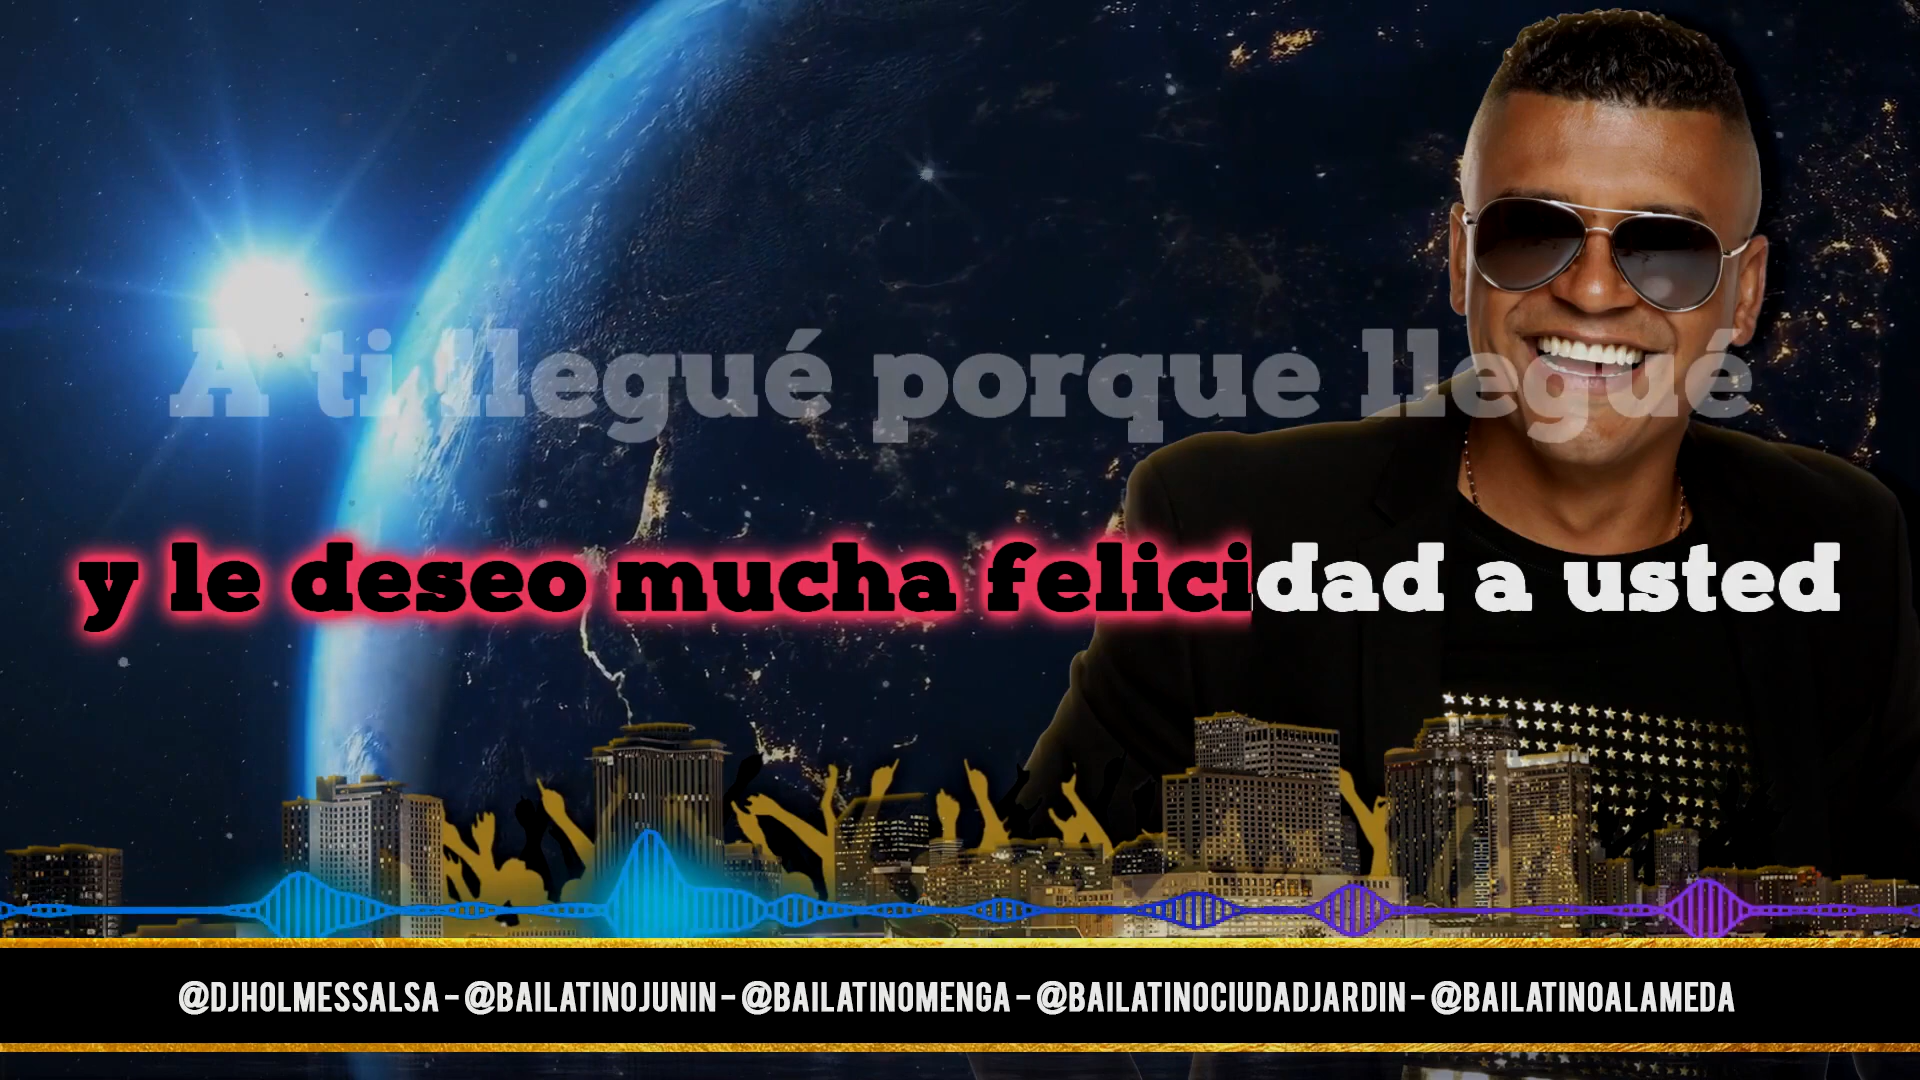 A ti llegué porque llegué
y le deseo mucha felicidad a usted
@DJHOLMESSALSA - @BAILATINOJUNIN - @BAILATINOMENGA - @BAILATINOCIUDADJARDIN - @BAILATINOALAMEDA